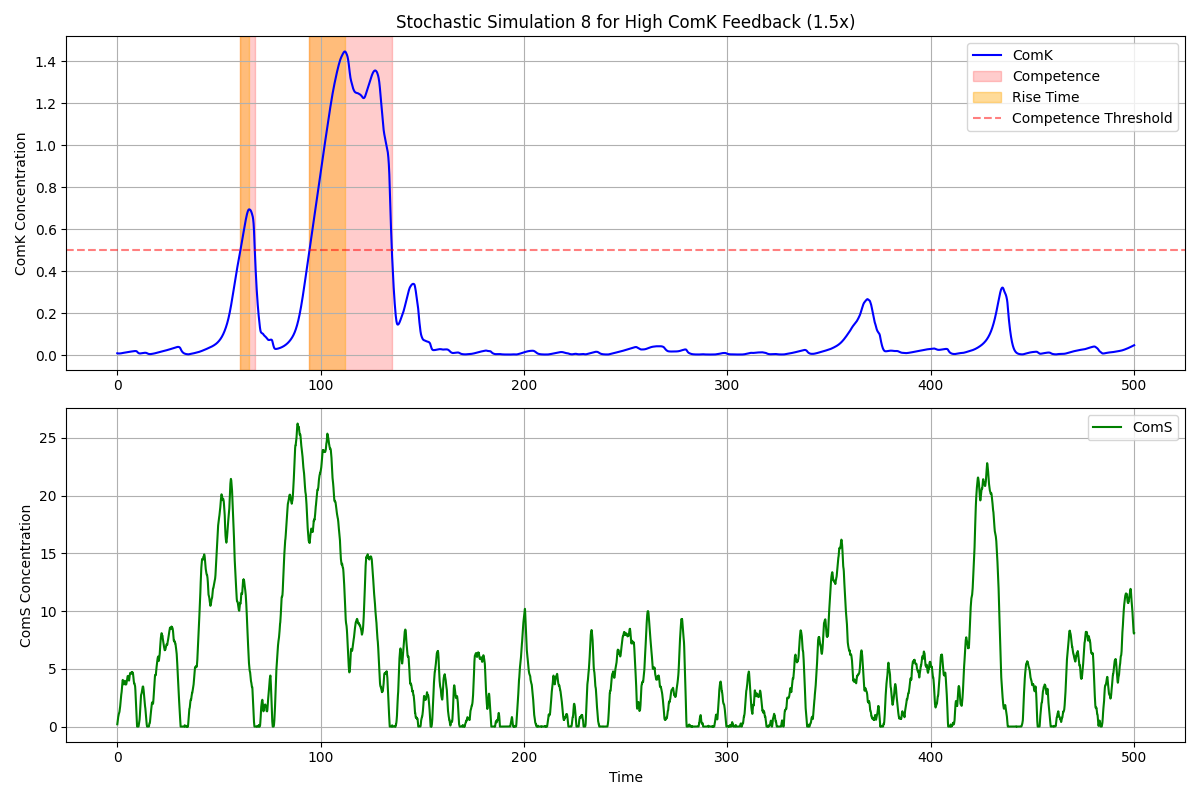 Stochastic Simulation 8 for High ComK Feedback (1.5x)
ComK Concentration
1.4
1.2
1.0
0.8
0.6
0.4
0.2
0.0
ComK
Competence
Rise Time
Competence Threshold
0 100 200 300 400 500
ComS Concentration
25
20
15
10
5
0
ComS
0 100 200 300 400 500
Time